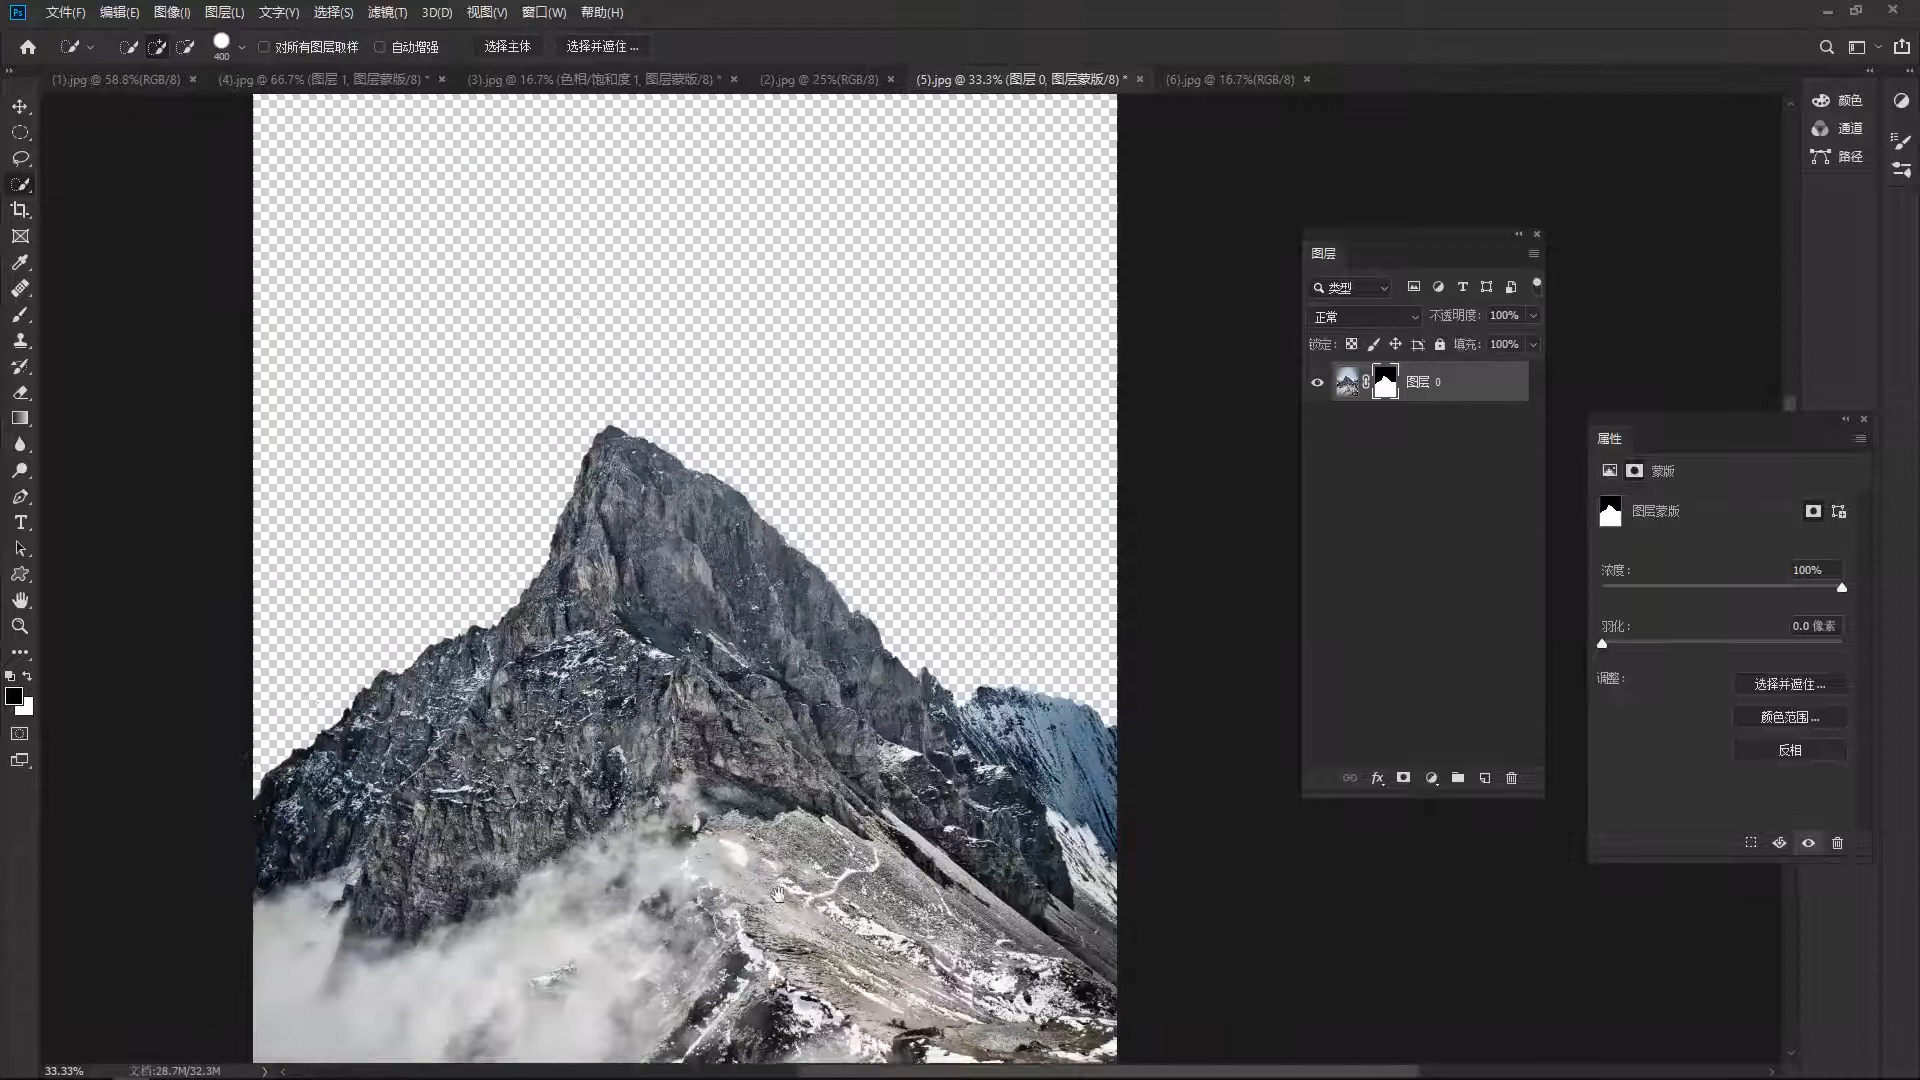 Ps 文件(F) 编辑(E) 图像(I) 图层(L) 文字(Y) 选择(S) 滤镜(T) 3D(D) 视图(V) 窗口(W) 帮助(H)
400 对所有图层取样 自动增强 选择主体 选择并遮住 ...
(1).jpg @ 58.8%(RGB/8) × (4).jpg @ 66.7% (图层 1, 图层蒙版/8) * × (3).jpg @ 16.7% (色相/饱和度 1, 图层蒙版/8) * × (2).jpg @ 25%(RGB/8) × (5).jpg @ 33.3% (图层 0, 图层蒙版/8) * × (6).jpg @ 16.7%(RGB/8) ×
颜色
通道
路径
图层
类型
正常 不透明度: 100%
锁定: 填充: 100%
图层 0
fx
属性
蒙版
图层蒙版
浓度: 100%
羽化: 0.0 像素
调整: 选择并遮住 ...
颜色范围 ...
反相
33.33% 文档:28.7M/32.3M